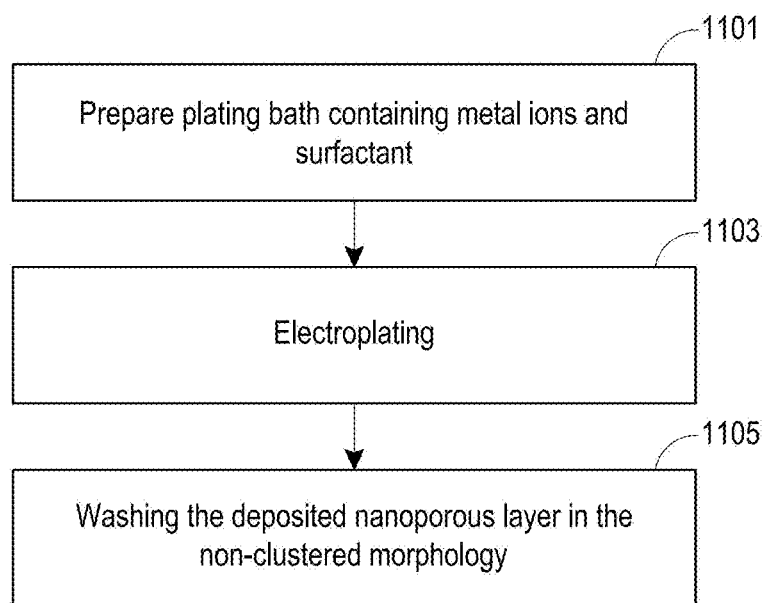 1101
Prepare plating bath containing metal ions and
surfactant
1103
Electroplating
1105
Washing the deposited nanoporous layer in the
non-clustered morphology